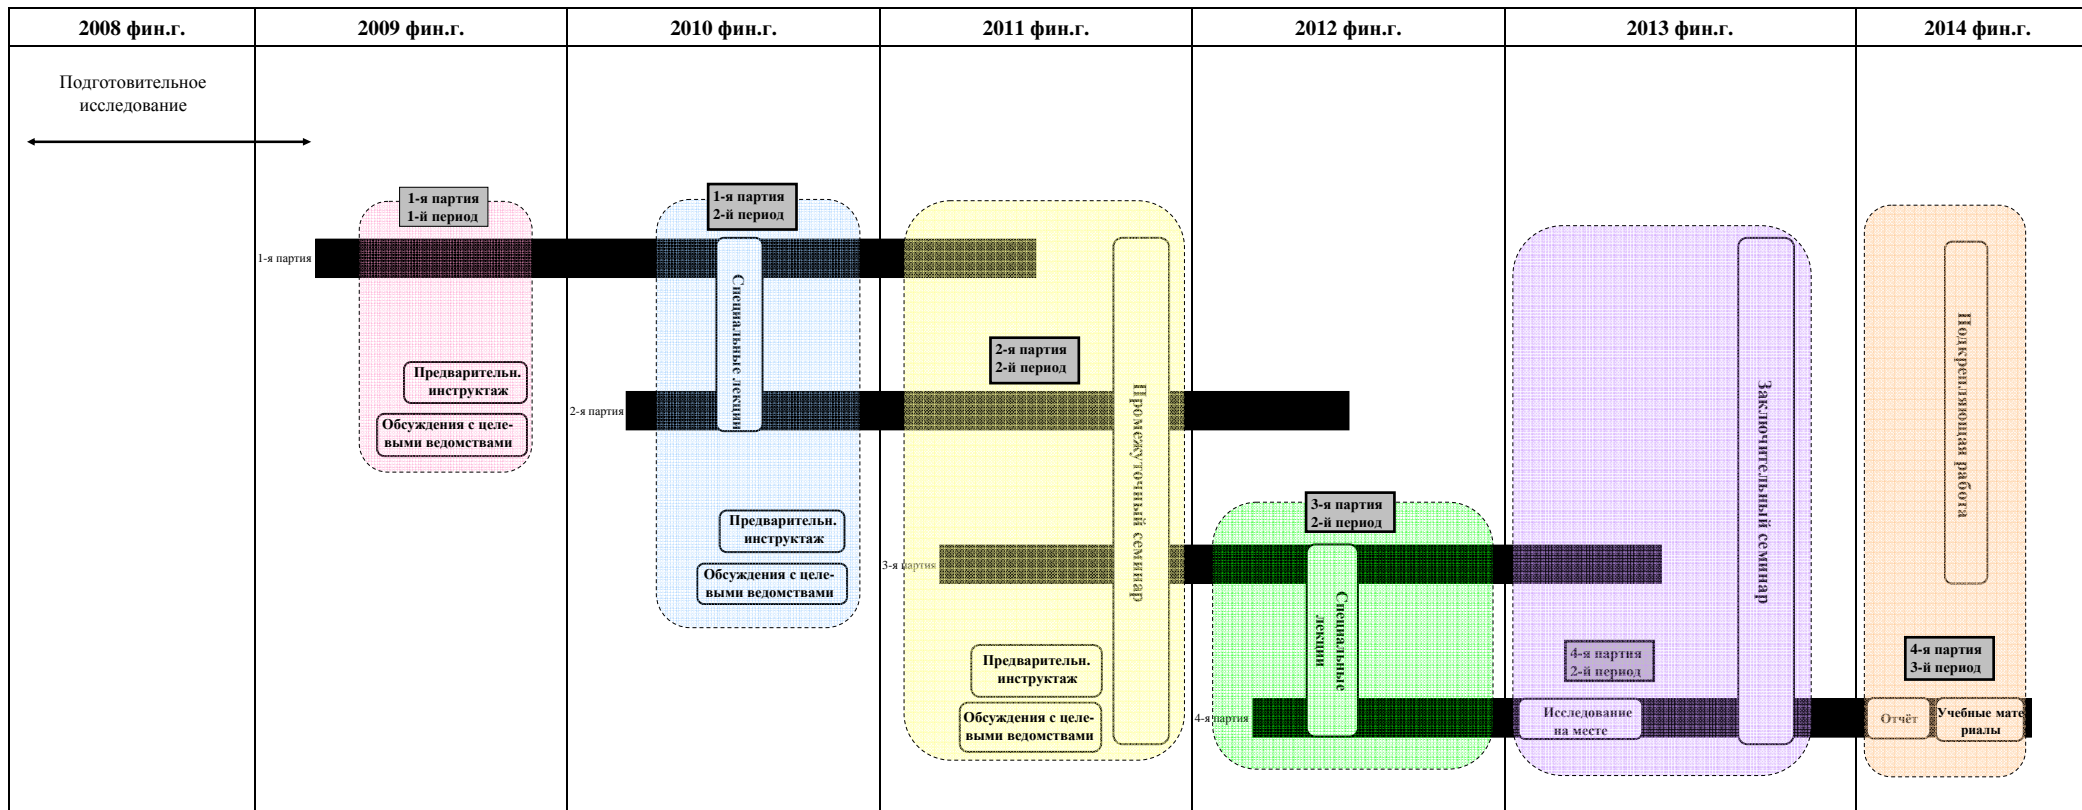 2008 фин.г.
2009 фин.г.
2010 фин.г.
2011 фин.г.
2012 фин.г.
2013 фин.г.
2014 фин.г.
Подготовительное
исследование
1-я партия
1-й период
1-я партия
2-й период
1-я партия
Специальные лекции
2-я партия
2-й период
Предварительн.
инструктаж
2-я партия
Обсуждения с целе-
выми ведомствами
Промежуточный семинар
Заключительный семинар
Подкрепляющая работа
3-я партия
2-й период
Предварительн.
инструктаж
3-я партия
Обсуждения с целе-
выми ведомствами
Специальные
лекции
Предварительн.
инструктаж
4-я партия
2-й период
4-я партия
3-й период
Обсуждения с целе-
выми ведомствами
4-я партия
Исследование
на месте
Отчёт
Учебные мате
риалы